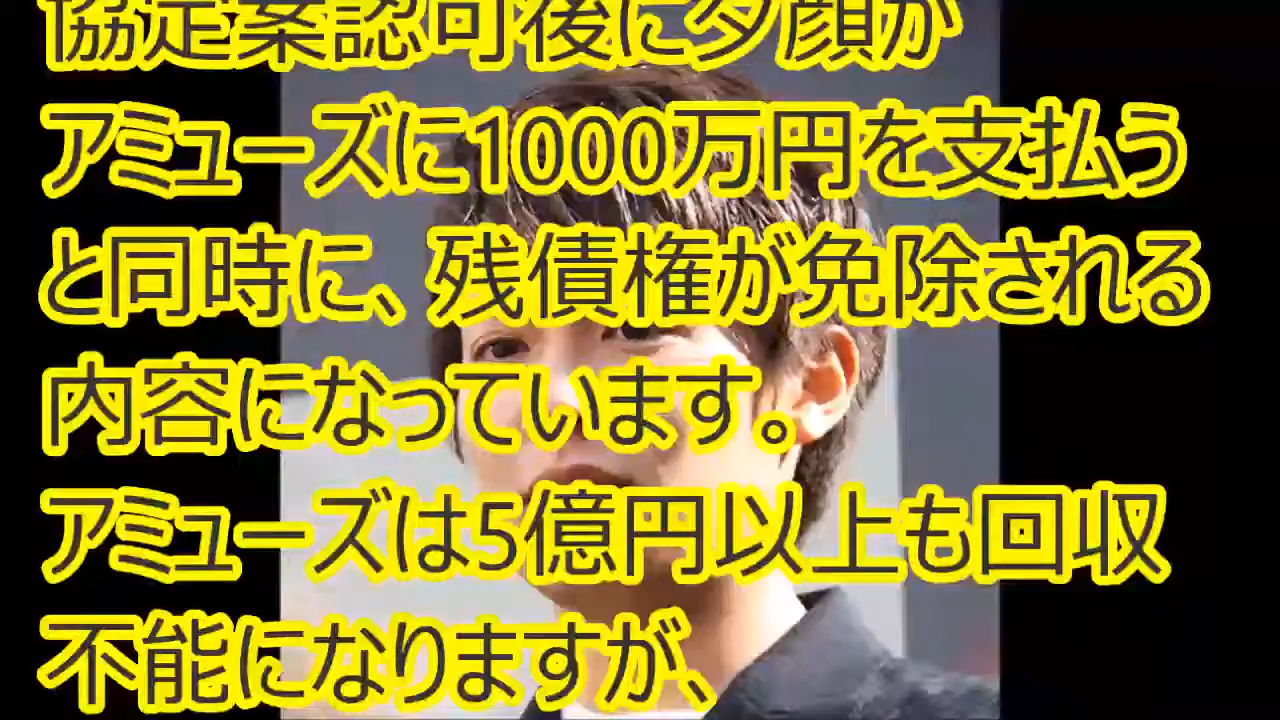 協定案認可後に夕顔が
アミューズに1000万円を支払う
と同時に、残債権が免除される
内容になっています。
アミューズは5億円以上も回収
不能になりますが、